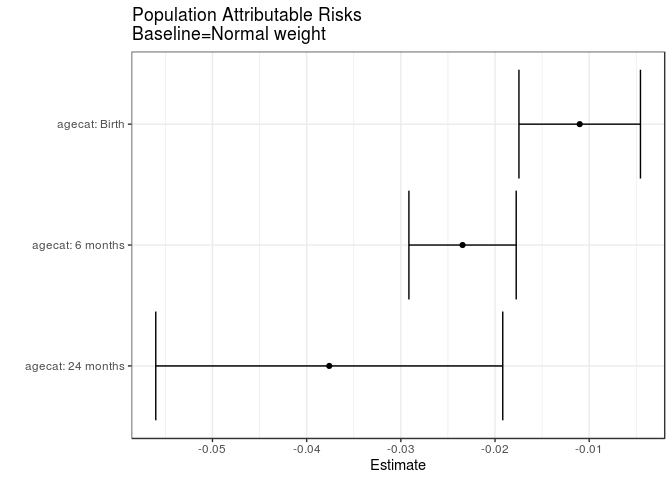 Population Attributable Risks
Baseline=Normal weight
agecat: Birth
agecat: 6 months
agecat: 24 months
-0.05 -0.04 -0.03 -0.02 -0.01
Estimate